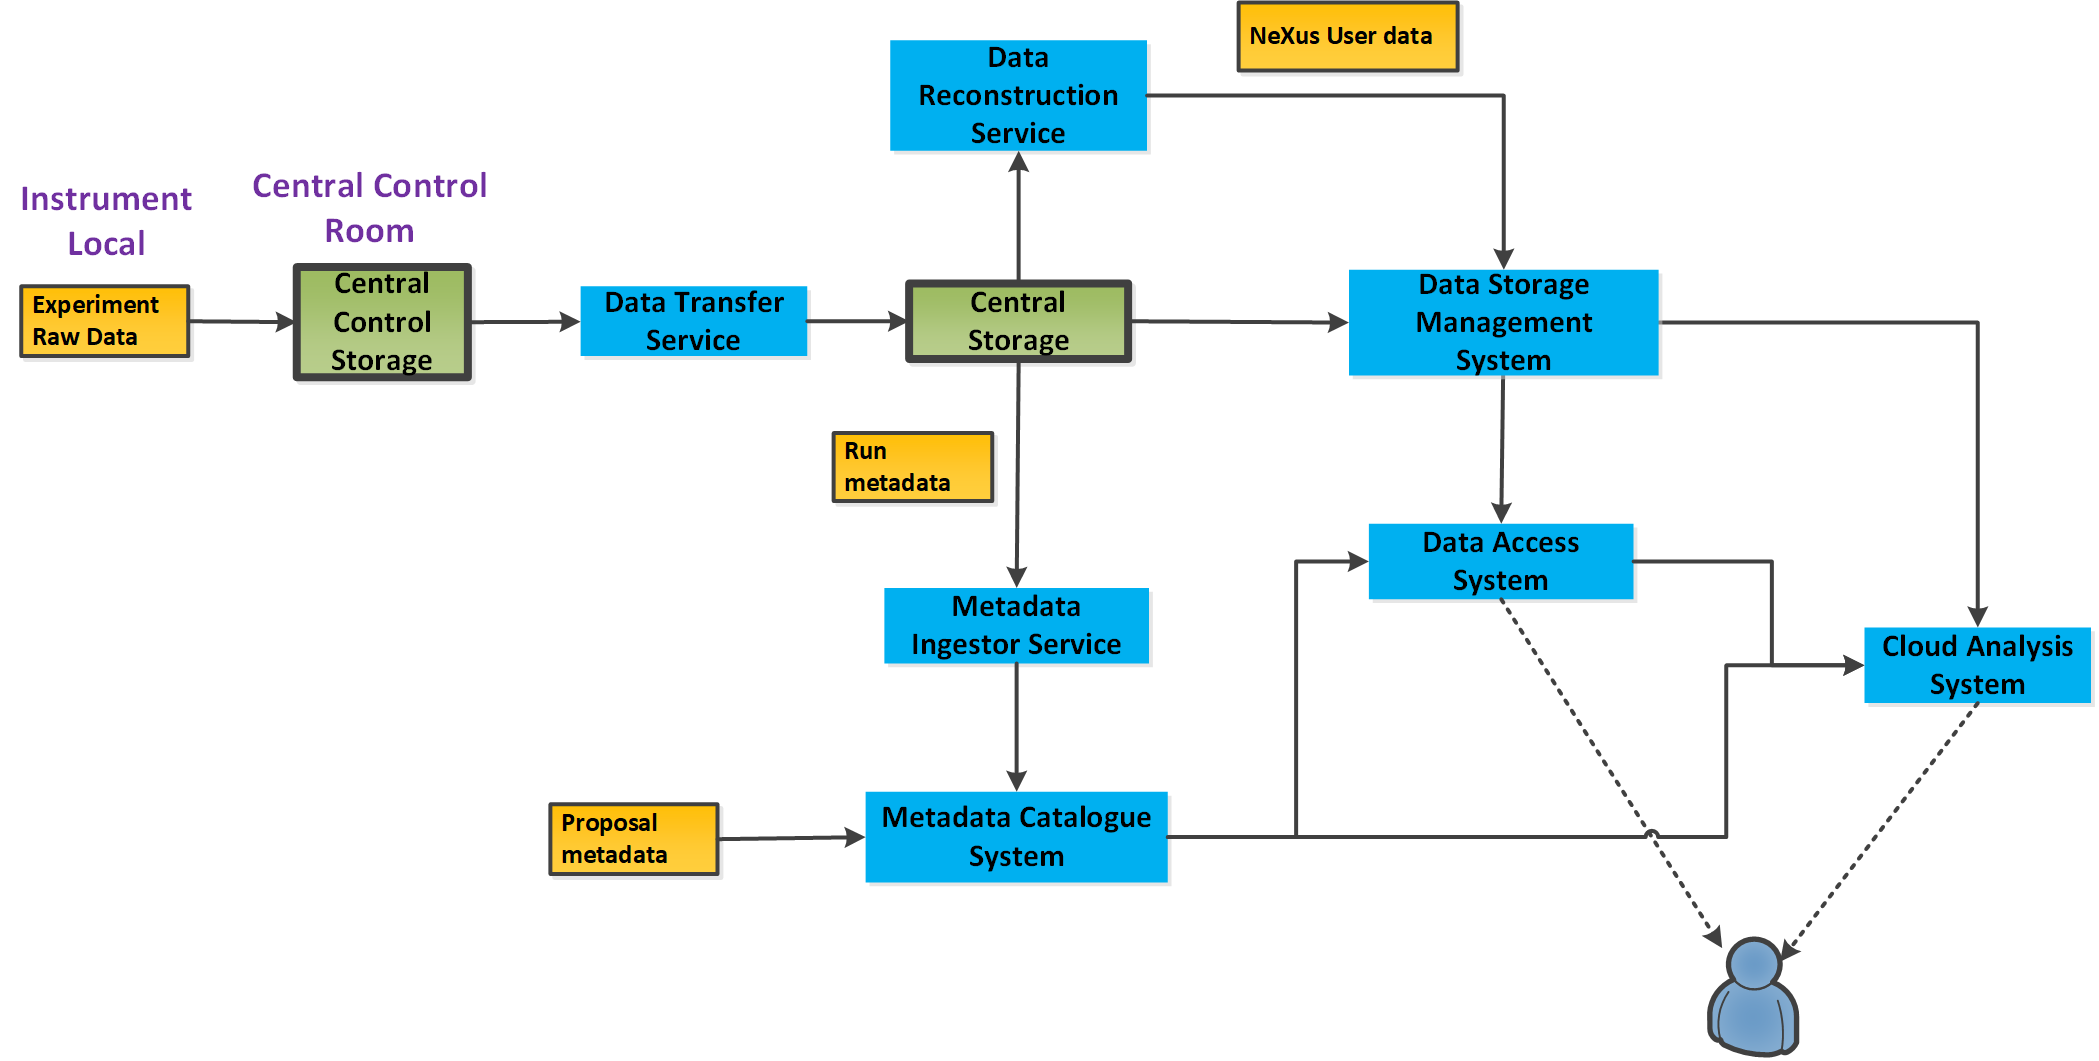 NeXus User data
Data
Reconstruction
Service
Instrument
Local
Central Control
Room
Experiment
Raw Data
Central
Control
Storage
Data Transfer
Service
Central
Storage
Data Storage
Management
System
Run
metadata
Data Access
System
Metadata
Ingestor Service
Cloud Analysis
System
Proposal
metadata
Metadata Catalogue
System